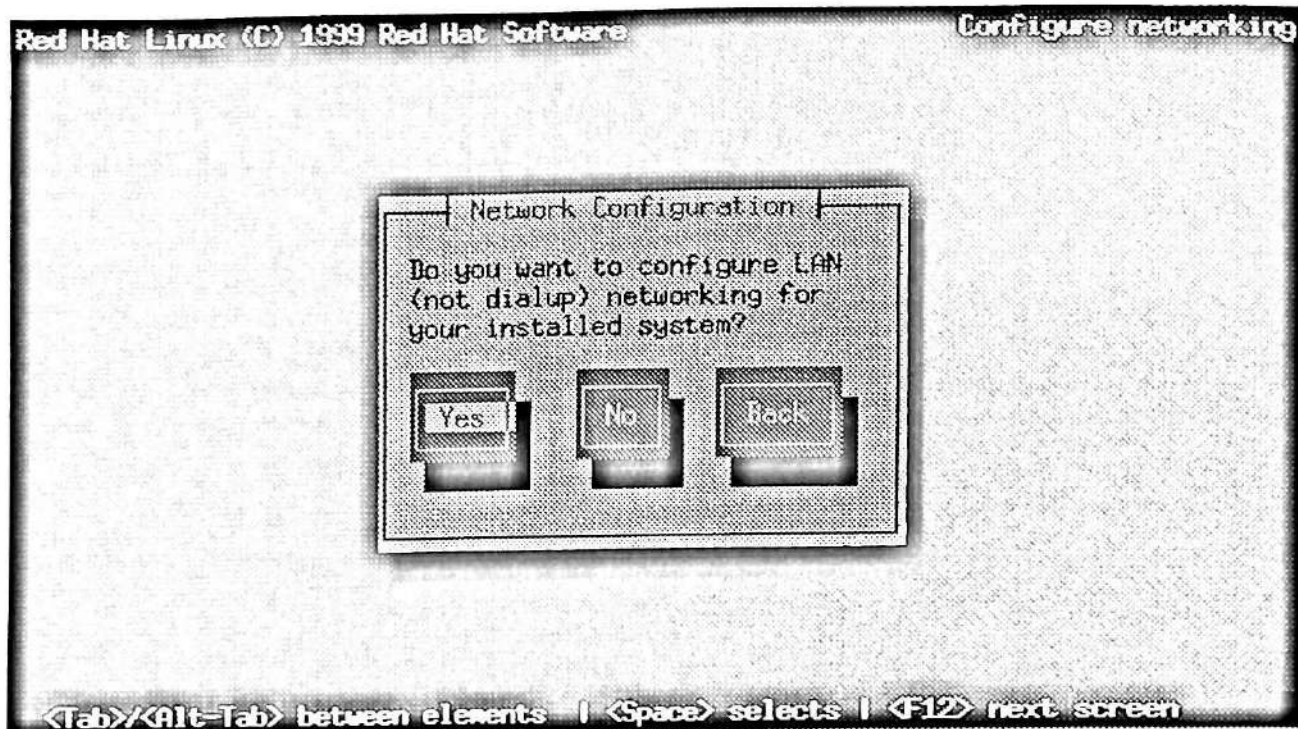 Red Hat Linux (C) 1999 Red Hat Software Configure networking
Network Configuration
Do you want to configure LAN
(not dialup) networking for
your installed system?
Yes No Back
<Tab>/<Alt-Tab> between elements | <Space> selects | <F12> next screen